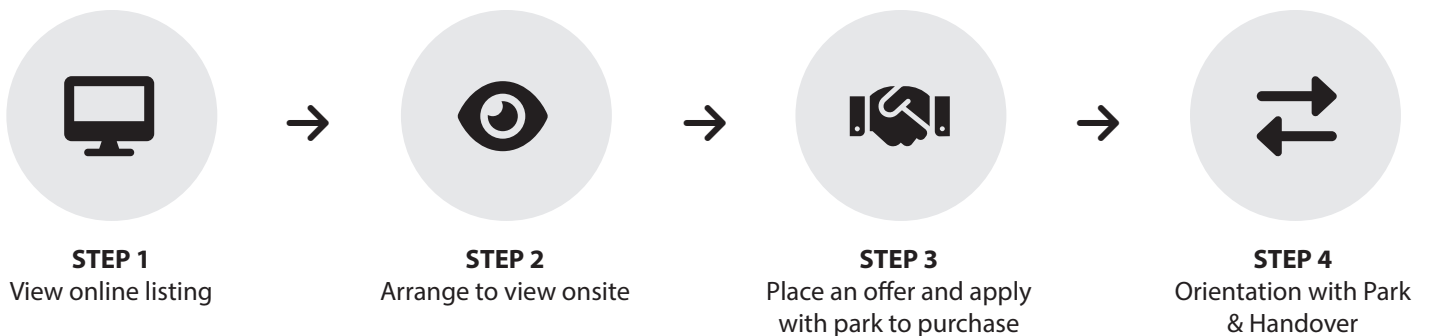 STEP 1
View online listing
STEP 2
Arrange to view onsite
STEP 3
Place an offer and apply
with park to purchase
STEP 4
Orientation with Park
& Handover